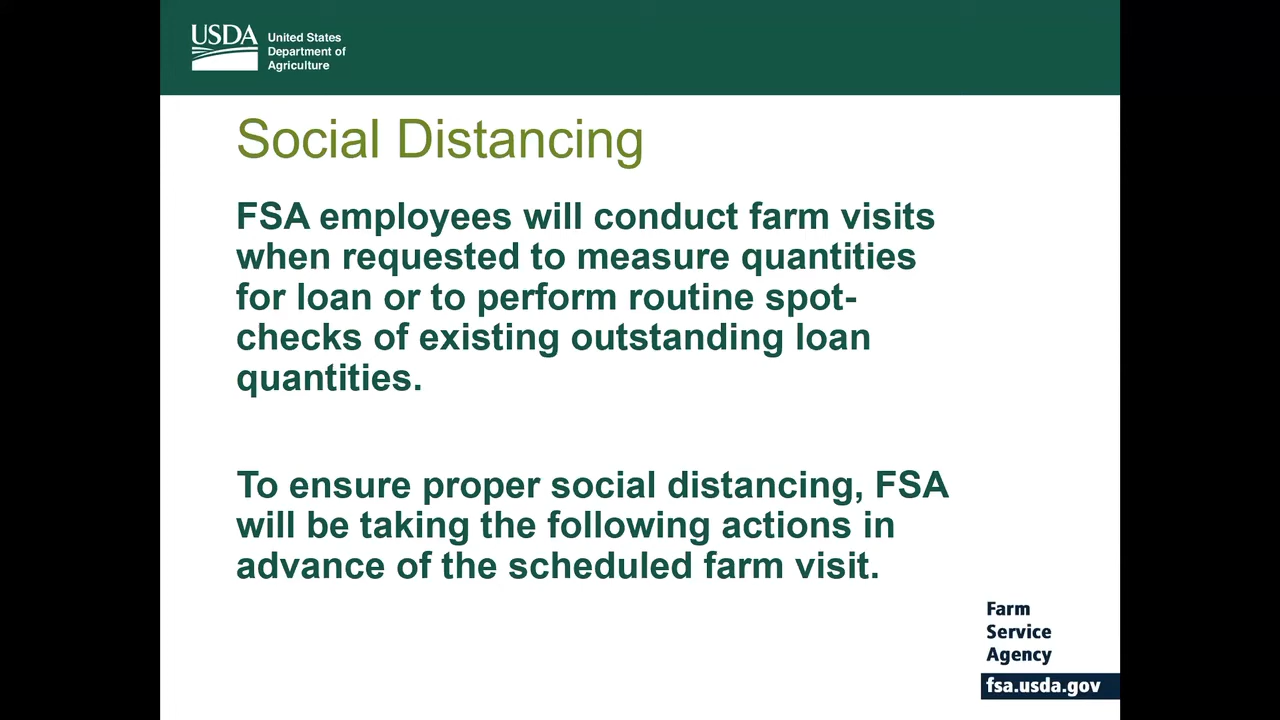 USDA
United States
Department of
Agriculture
Social Distancing
FSA employees will conduct farm visits
when requested to measure quantities
for loan or to perform routine spot-
checks of existing outstanding loan
quantities.
To ensure proper social distancing, FSA
will be taking the following actions in
advance of the scheduled farm visit.
Farm
Service
Agency
fsa.usda.gov